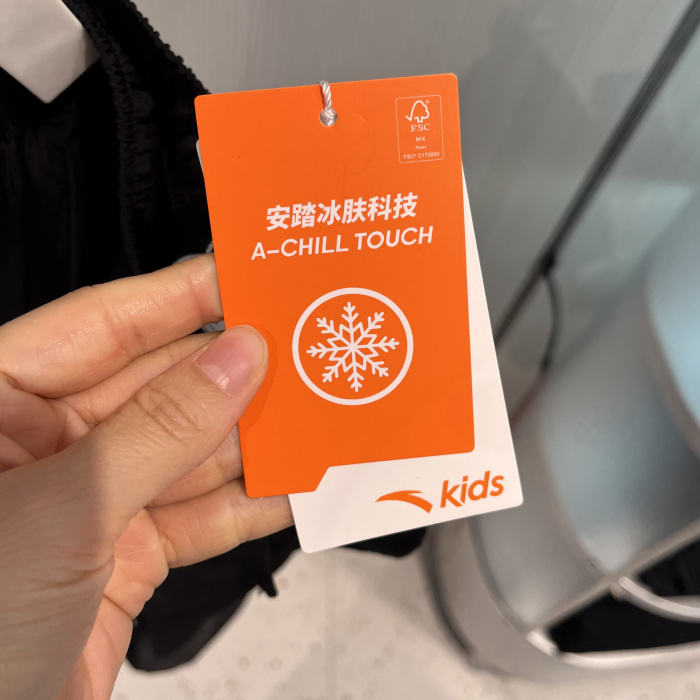 FSC
MIX
Paper
FSC® C172800
安踏冰肤科技
A-CHILL TOUCH
kids